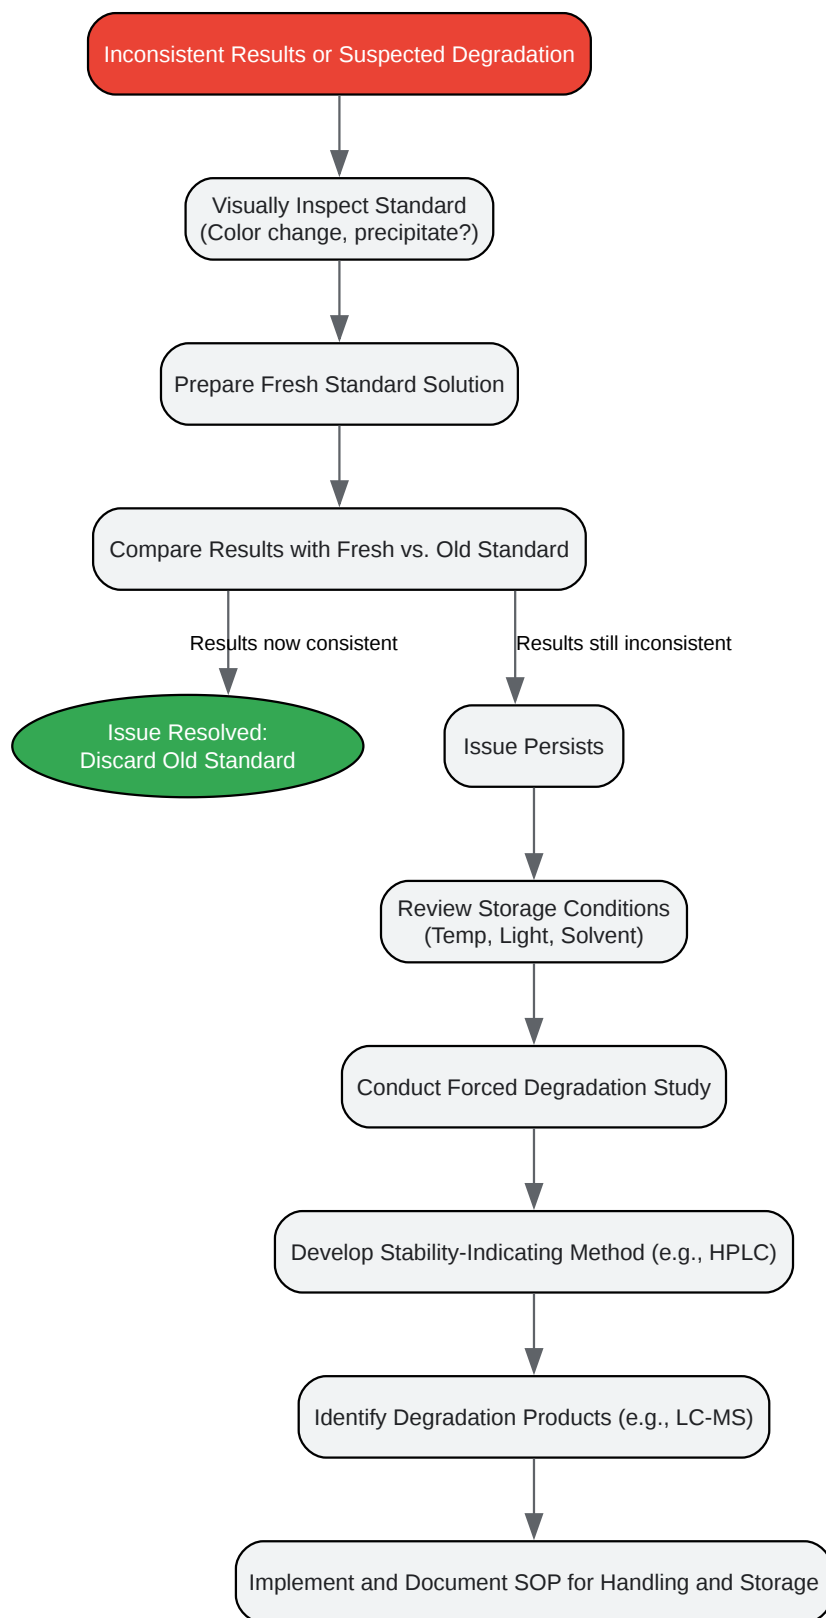 Inconsistent Results or Suspected Degradation
Visually Inspect Standard
(Color change, precipitate?)
Prepare Fresh Standard Solution
Compare Results with Fresh vs. Old Standard
Results now consistent
Results still inconsistent
Issue Resolved:
Discard Old Standard
Issue Persists
Review Storage Conditions
(Temp, Light, Solvent)
Conduct Forced Degradation Study
Develop Stability-Indicating Method (e.g., HPLC)
Identify Degradation Products (e.g., LC-MS)
Implement and Document SOP for Handling and Storage